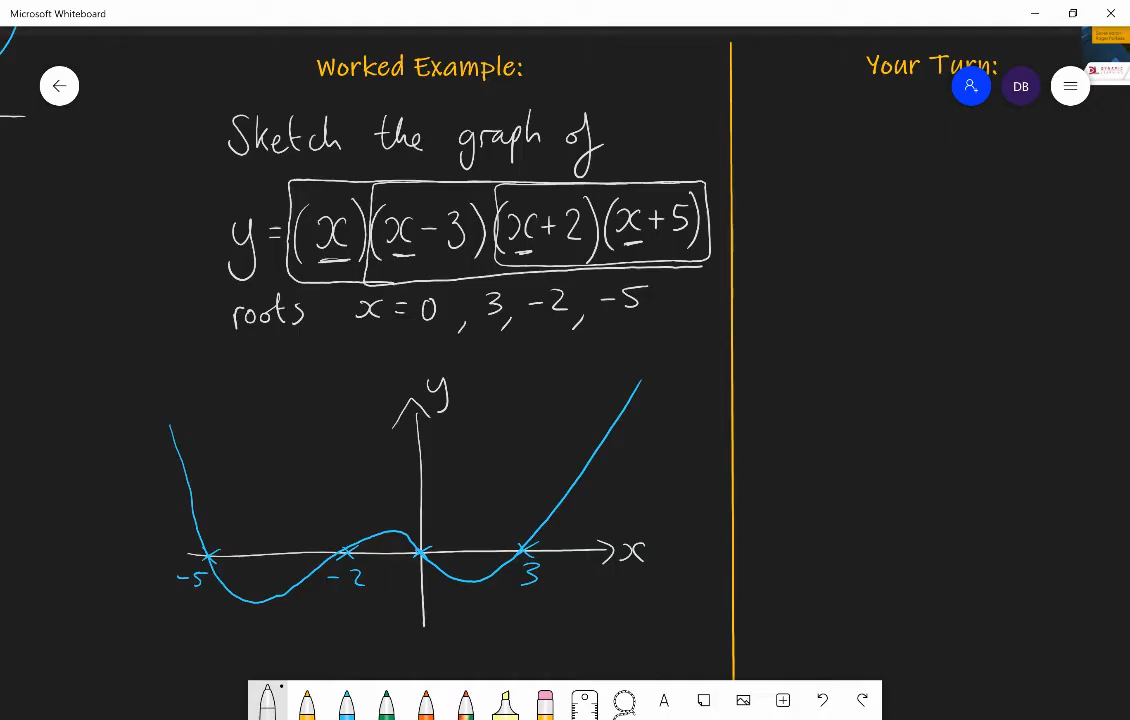 Microsoft Whiteboard
Worked Example:
Your Turn:
DB
Sketch the graph of
y = (x)(x-3)(x+2)(x+5)
roots x = 0, 3, -2, -5
y
x
-5 -2 3
A